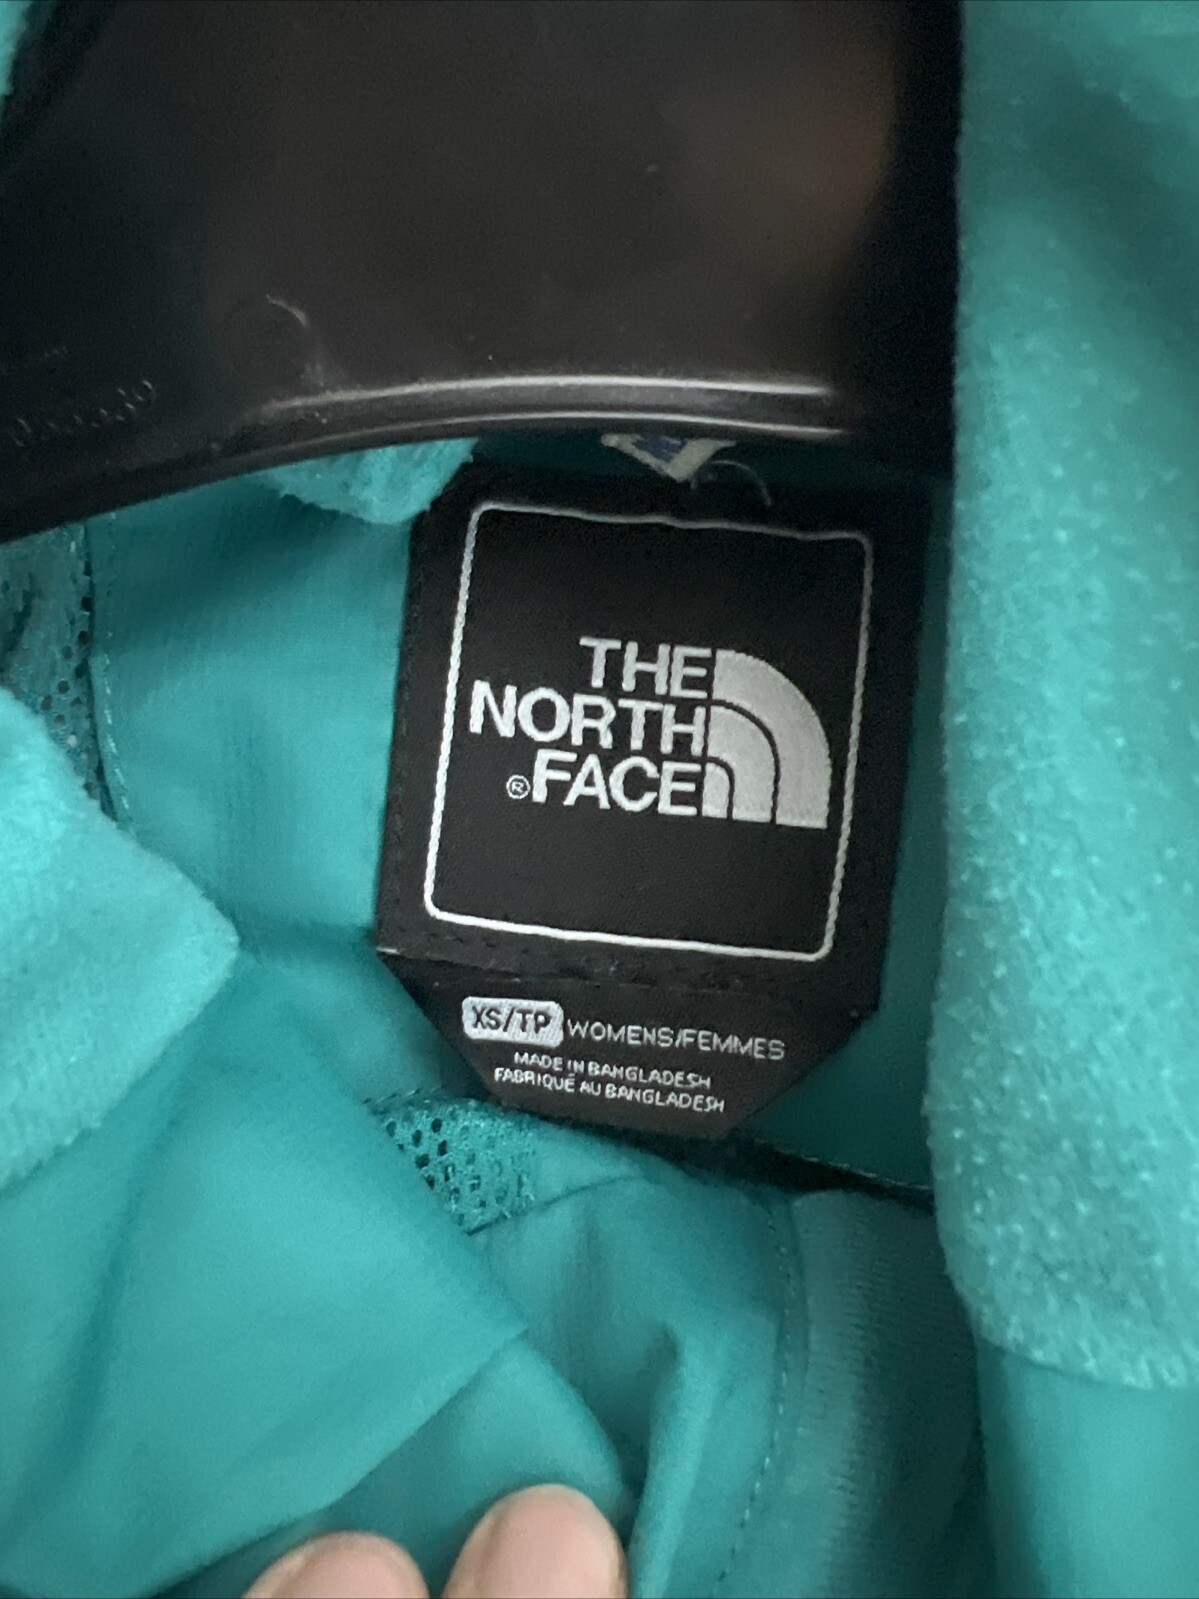 THE
NORTH
®FACE
XS/TP WOMENS/FEMMES
MADE IN BANGLADESH
FABRIQUÉ AU BANGLADESH